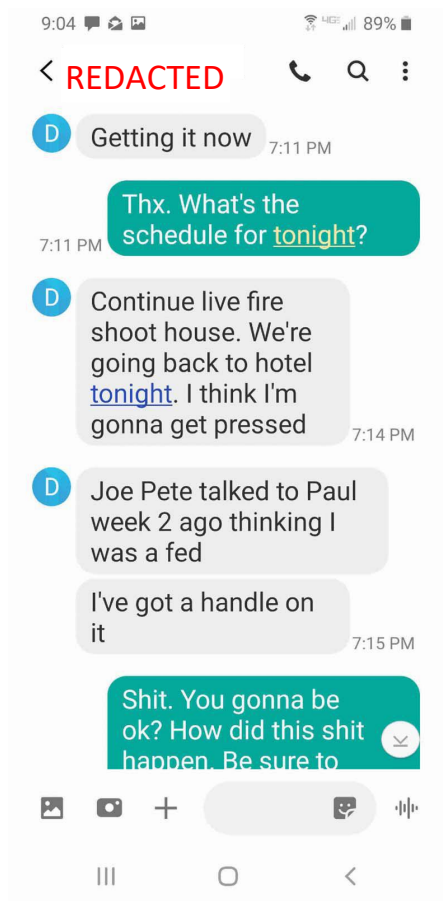 9:04 4GE 89%
REDACTED
D
Getting it now
7:11 PM
Thx. What's the
schedule for tonight?
7:11 PM
D
Continue live fire
shoot house. We're
going back to hotel
tonight. I think I'm
gonna get pressed
7:14 PM
D
Joe Pete talked to Paul
week 2 ago thinking I
was a fed
I've got a handle on
it
7:15 PM
Shit. You gonna be
ok? How did this shit
happen. Be sure to